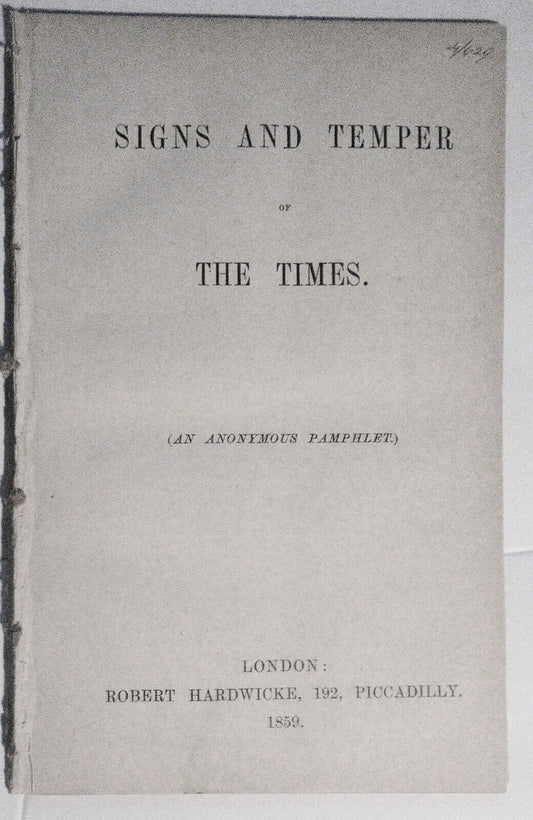 SIGNS AND TEMPER
OF
THE TIMES.
(AN ANONYMOUS PAMPHLET.)
LONDON:
ROBERT HARDWICKE, 192, PICCADILLY.
1859.